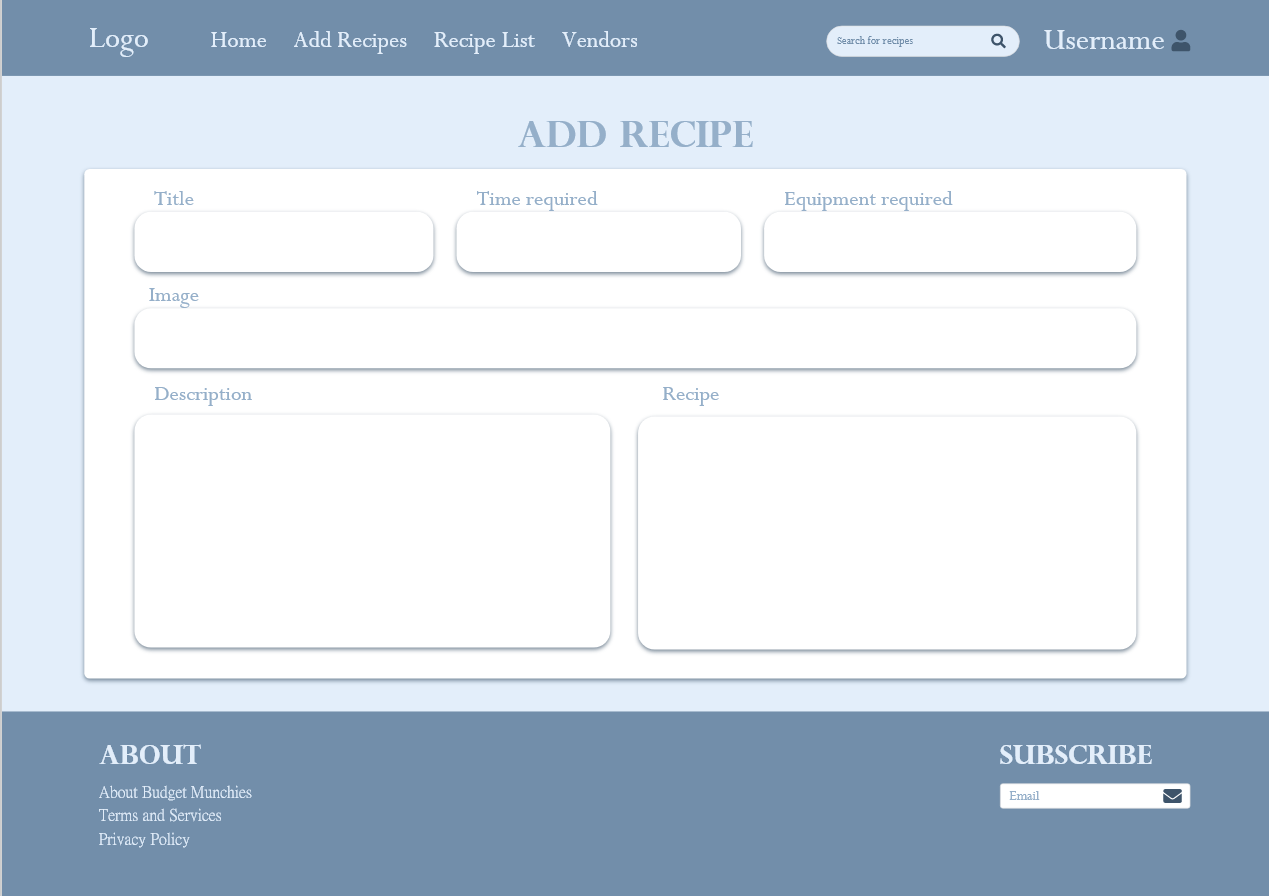 Logo
Home Add Recipes Recipe List Vendors
Search for recipes
Username
ADD RECIPE
Title Time required Equipment required
Image
Description Recipe
ABOUT
About Budget Munchies
Terms and Services
Privacy Policy
SUBSCRIBE
Email